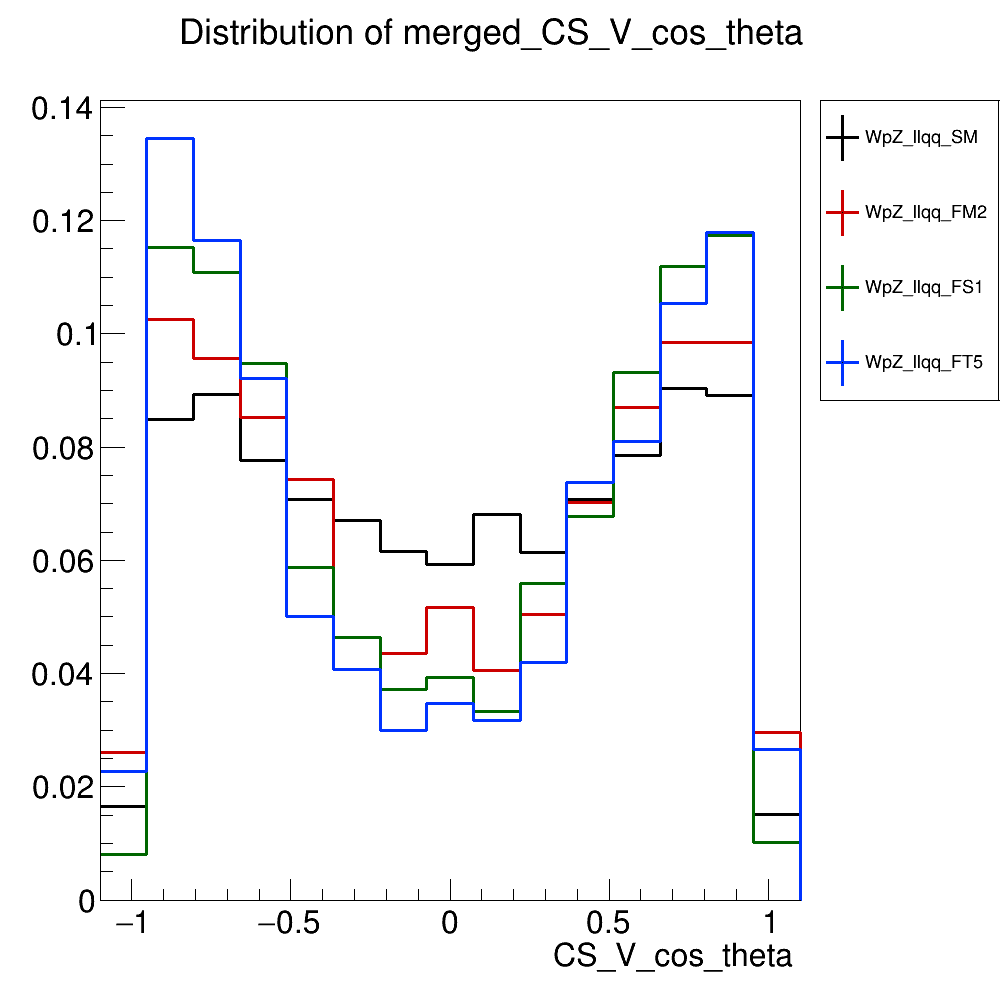 Distribution of merged_CS_V_cos_theta
0.14
0.12
0.1
0.08
0.06
0.04
0.02
0
−1
−0.5
0
0.5
1
CS_V_cos_theta
WpZ_llqq_SM
WpZ_llqq_FM2
WpZ_llqq_FS1
WpZ_llqq_FT5